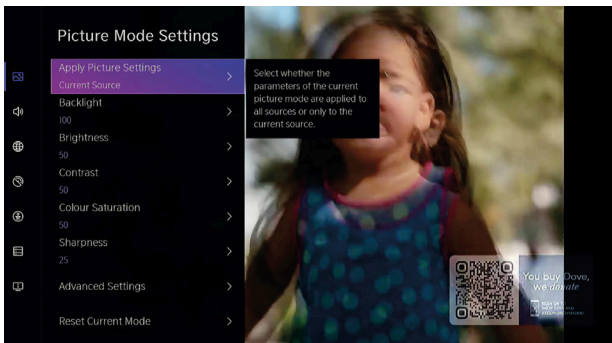 Picture Mode Settings
Apply Picture Settings
Current Source
Backlight
100
Brightness
50
Contrast
50
Colour Saturation
50
Sharpness
25
Advanced Settings
Reset Current Mode
Select whether the
parameters of the current
picture mode are applied to
all sources or only to the
current source.
You buy Dove,
we donate